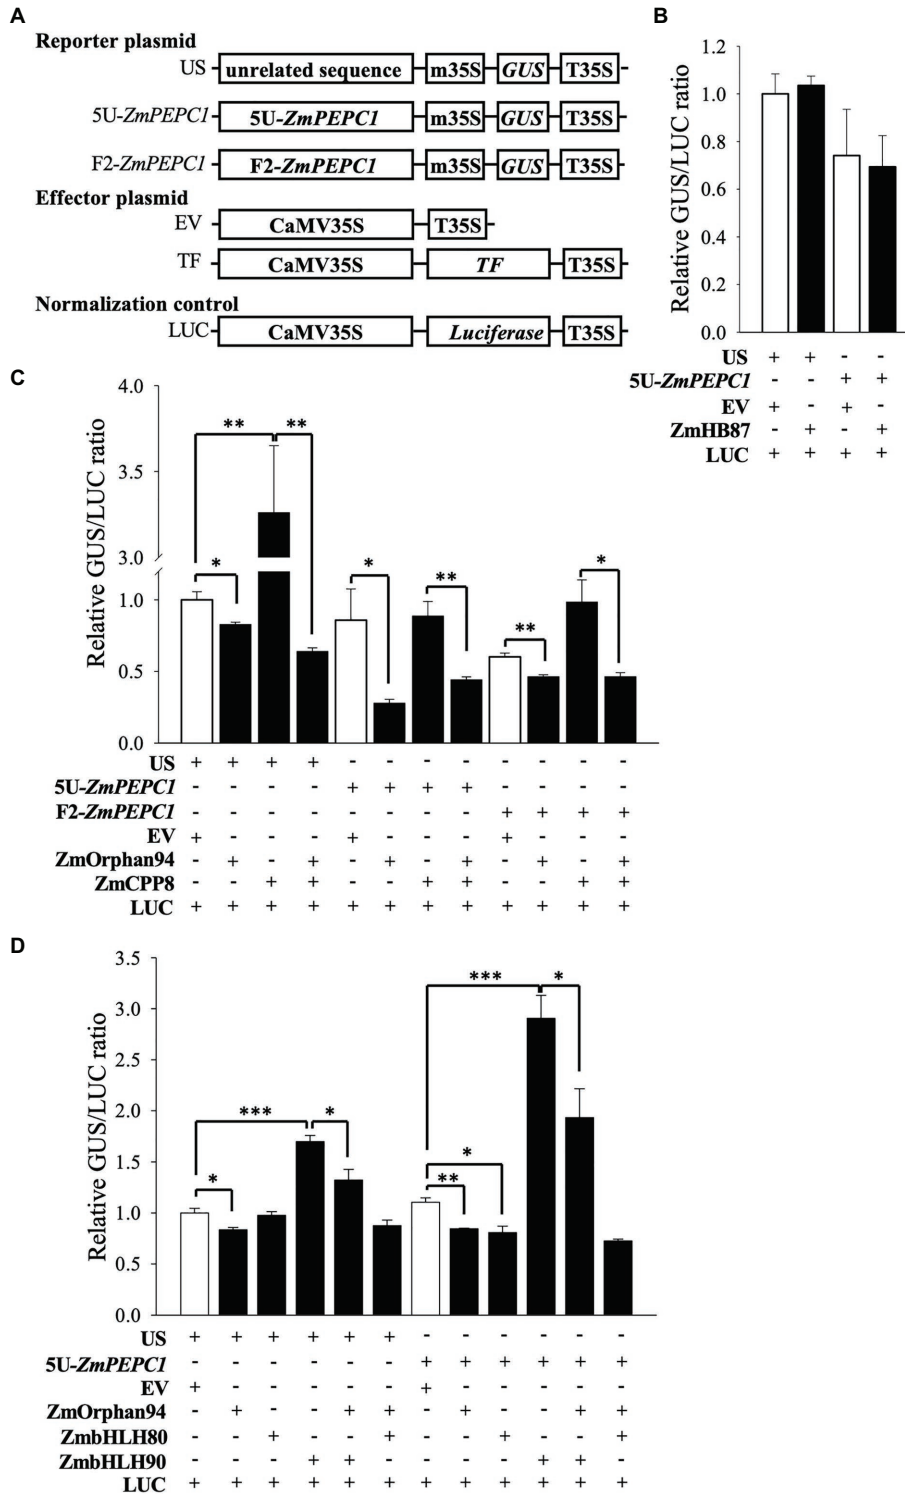 A
Reporter plasmid
US unrelated sequence m35S GUS T35S
5U-ZmPEPC1 5U-ZmPEPC1 m35S GUS T35S
F2-ZmPEPC1 F2-ZmPEPC1 m35S GUS T35S
Effector plasmid
EV CaMV35S T35S
TF CaMV35S TF T35S
Normalization control
LUC CaMV35S Luciferase T35S
B
Relative GUS/LUC ratio
1.2
1.0
0.8
0.6
0.4
0.2
0.0
US + + - -
5U-ZmPEPC1 - - + +
EV + - + -
ZmHB87 - + - +
LUC + + + +
C
Relative GUS/LUC ratio
4.0
3.5
3.0
1.0
0.5
0.0
** **
* * ** ** *
US + + + + - - - - - - - -
5U-ZmPEPC1 - - - - + + + + - - - -
F2-ZmPEPC1 - - - - - - - - + + + +
EV + - - - + - - - + - - -
ZmOrphan94 - + - + - + - + - + - +
ZmCPP8 - - + + - - + + - - + +
LUC + + + + + + + + + + + +
D
Relative GUS/LUC ratio
3.5
3.0
2.5
2.0
1.5
1.0
0.5
0.0
*** *
*** *
* ** *
US + + + + + + - - - - - -
5U-ZmPEPC1 - - - - - - + + + + + +
EV + - - - - - + - - - - -
ZmOrphan94 - + - - + + - + - - + +
ZmbHLH80 - - + - - + - - + - - +
ZmbHLH90 - - - + + - - - - + + -
LUC + + + + + + + + + + + +